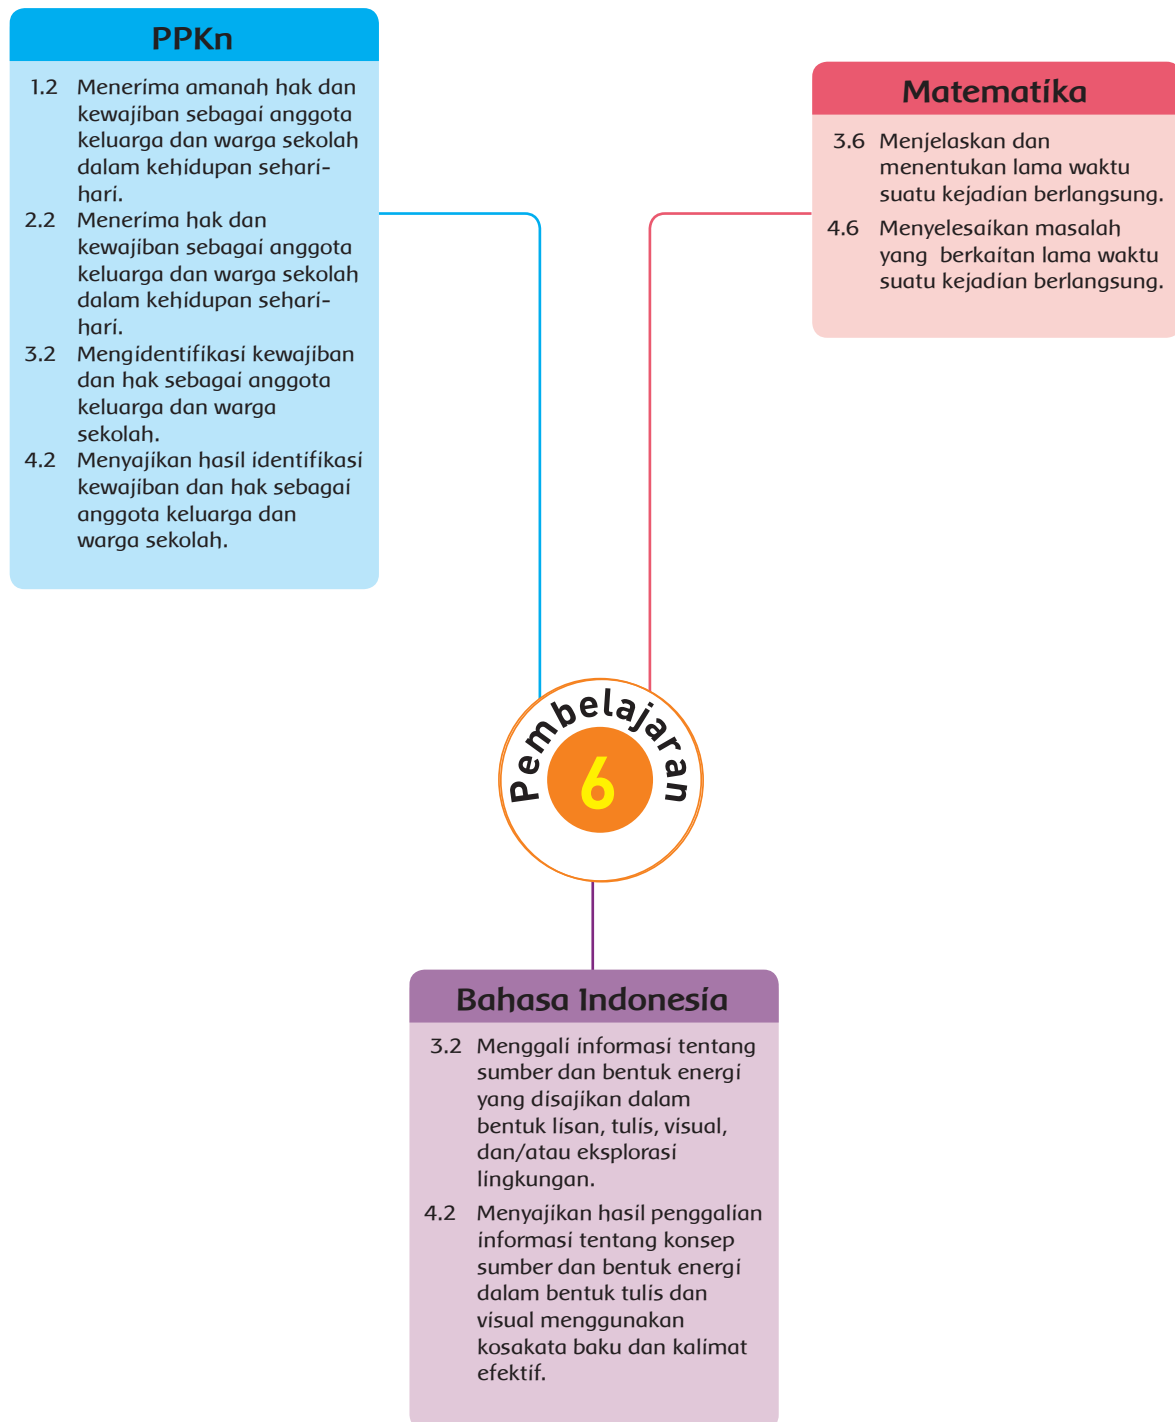 PPKn
1.2 Menerima amanah hak dan
kewajiban sebagai anggota
keluarga dan warga sekolah
dalam kehidupan sehari-
hari.
2.2 Menerima hak dan
kewajiban sebagai anggota
keluarga dan warga sekolah
dalam kehidupan sehari-
hari.
3.2 Mengidentifikasi kewajiban
dan hak sebagai anggota
keluarga dan warga
sekolah.
4.2 Menyajikan hasil identifikasi
kewajiban dan hak sebagai
anggota keluarga dan
warga sekolah.
Matematika
3.6 Menjelaskan dan
menentukan lama waktu
suatu kejadian berlangsung.
4.6 Menyelesaikan masalah
yang berkaitan lama waktu
suatu kejadian berlangsung.
Pembelajaran
6
Bahasa Indonesia
3.2 Menggali informasi tentang
sumber dan bentuk energi
yang disajikan dalam
bentuk lisan, tulis, visual,
dan/atau eksplorasi
lingkungan.
4.2 Menyajikan hasil penggalian
informasi tentang konsep
sumber dan bentuk energi
dalam bentuk tulis dan
visual menggunakan
kosakata baku dan kalimat
efektif.